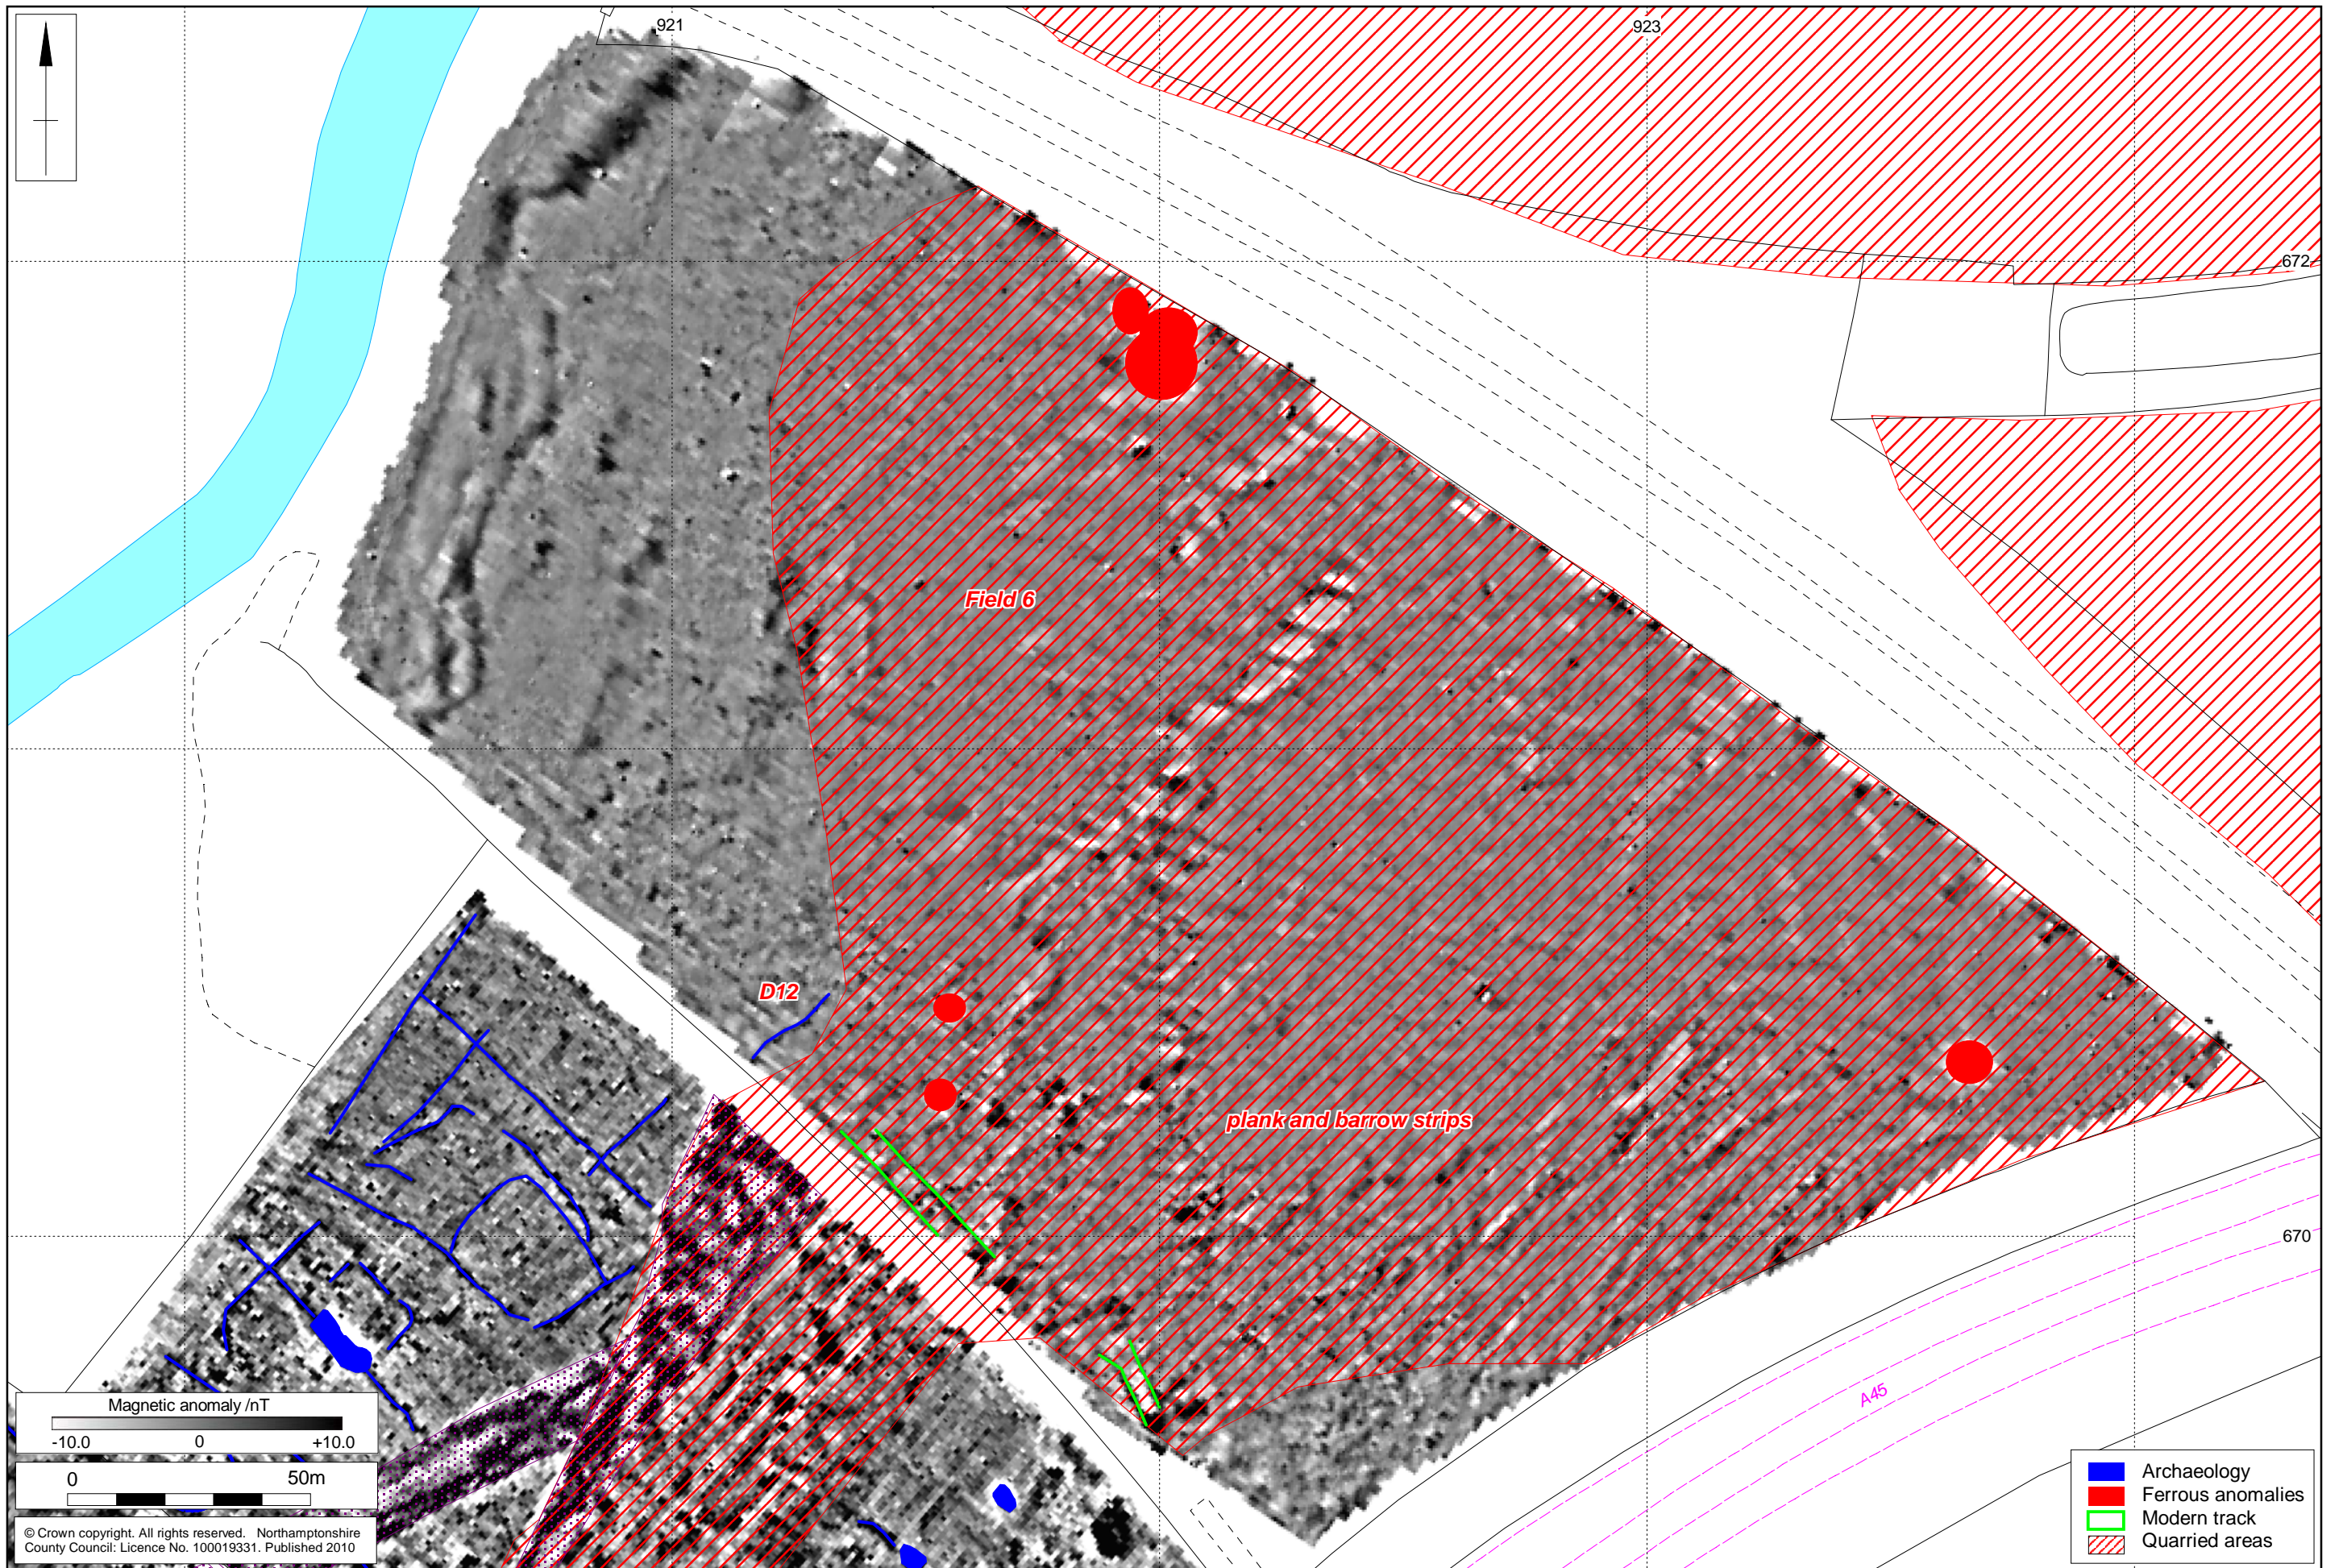 921
923
672
Field 6
D12
plank and barrow strips
670
A45
Magnetic anomaly /nT
-10.0 0 +10.0
0 50m
© Crown copyright. All rights reserved. Northamptonshire
County Council: Licence No. 100019331. Published 2010
Archaeology
Ferrous anomalies
Modern track
Quarried areas